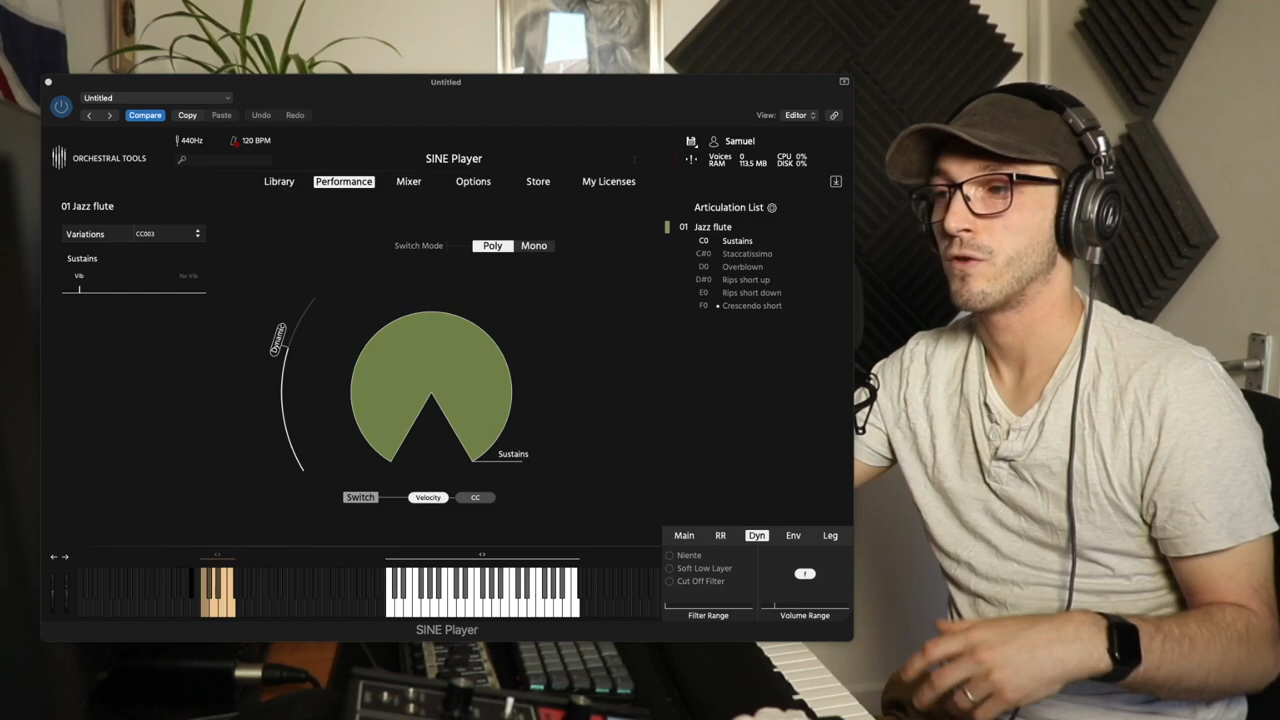 Untitled
Untitled
Compare Copy Paste Undo Redo View: Editor
440Hz 120 BPM Samuel
ORCHESTRAL TOOLS SINE Player Voices 0 CPU 0%
RAM 113.5 MB DISK 0%
Library Performance Mixer Options Store My Licenses
01 Jazz flute Articulation List
Variations CC003
Switch Mode Poly Mono
Sustains
Vib No Vib
01 Jazz flute
C0 Sustains
C#0 Staccatissimo
D0 Overblown
D#0 Rips short up
E0 Rips short down
F0 Crescendo short
Dynamic
Sustains
Switch Velocity CC
Main RR Dyn Env Leg
Niente
Soft Low Layer
Cut Off Filter
f
Filter Range Volume Range
SINE Player